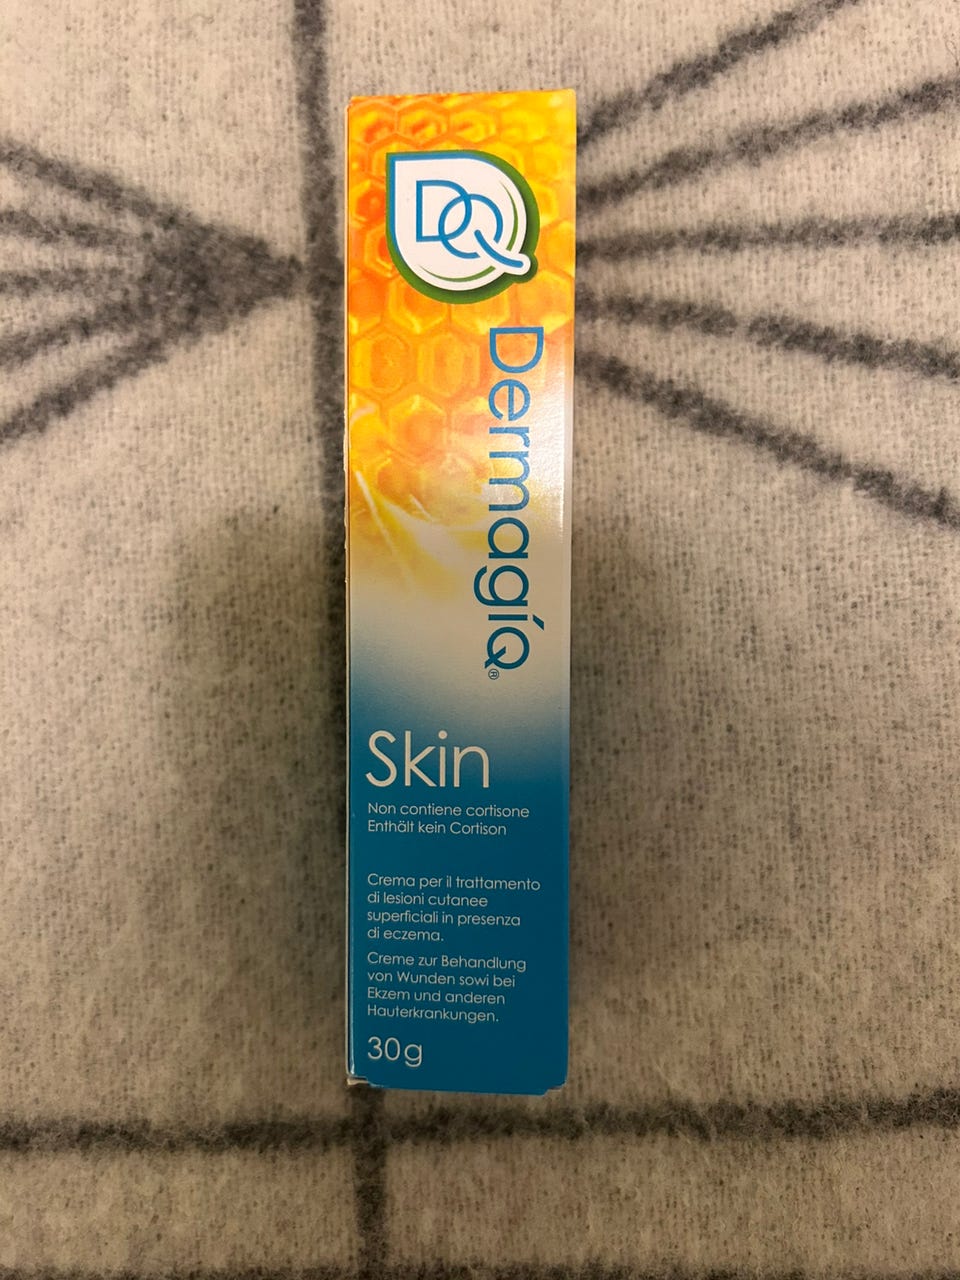 DQ
DermagíQ®
Skin
Non contiene cortisone
Enthält kein Cortison
Crema per il trattamento
di lesioni cutanee
superficiali in presenza
di eczema.
Creme zur Behandlung
von Wunden sowi bei
Ekzem und anderen
Hauterkrankungen.
30g